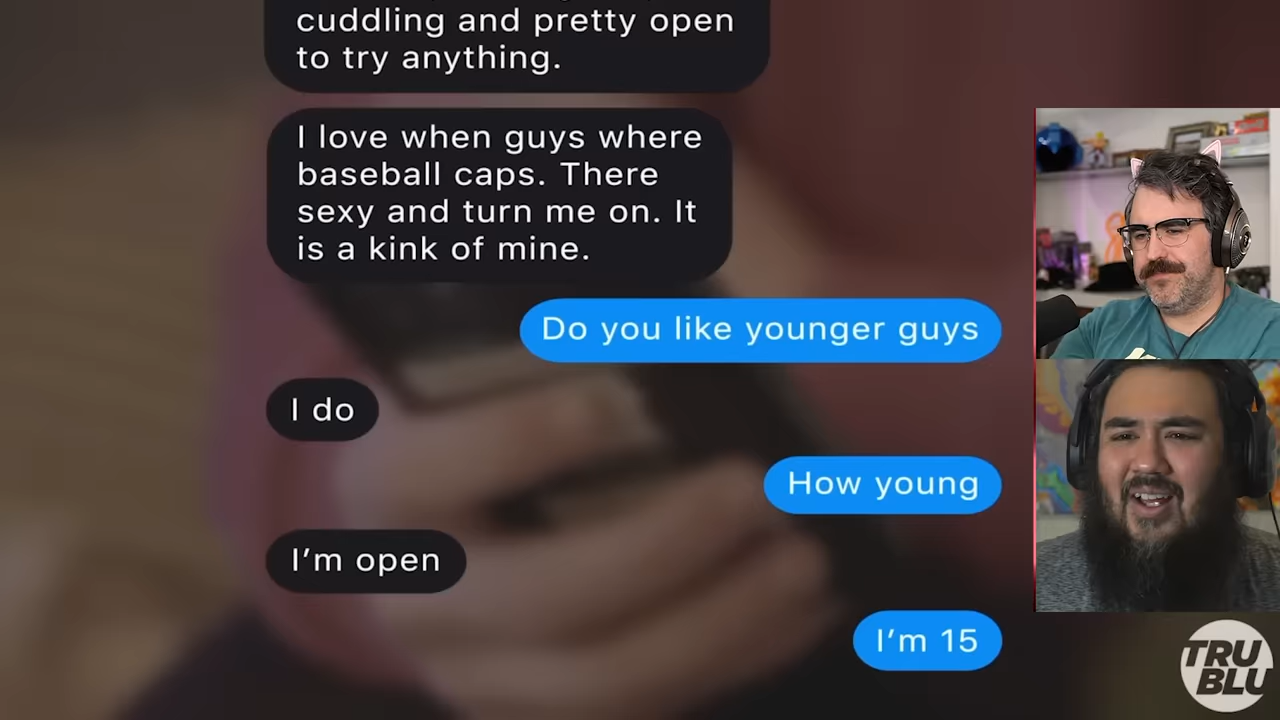 cuddling and pretty open
to try anything.
I love when guys where
baseball caps. There
sexy and turn me on. It
is a kink of mine.
Do you like younger guys
I do
How young
I'm open
I'm 15
TRU
BLU